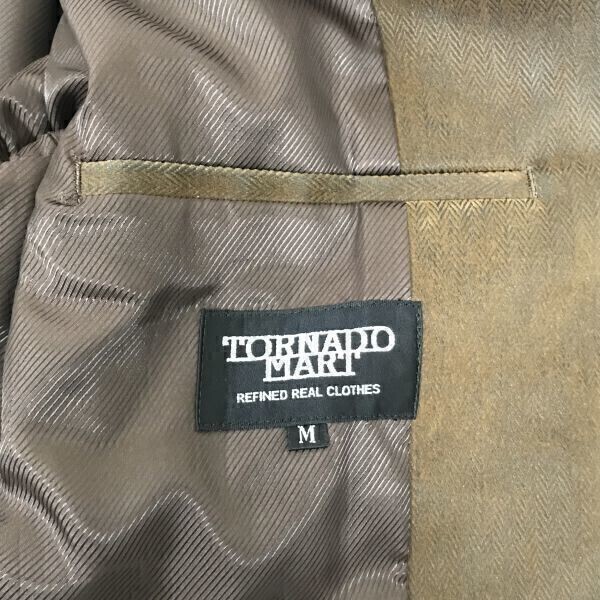 TORNADO
MART
REFINED REAL CLOTHES
M